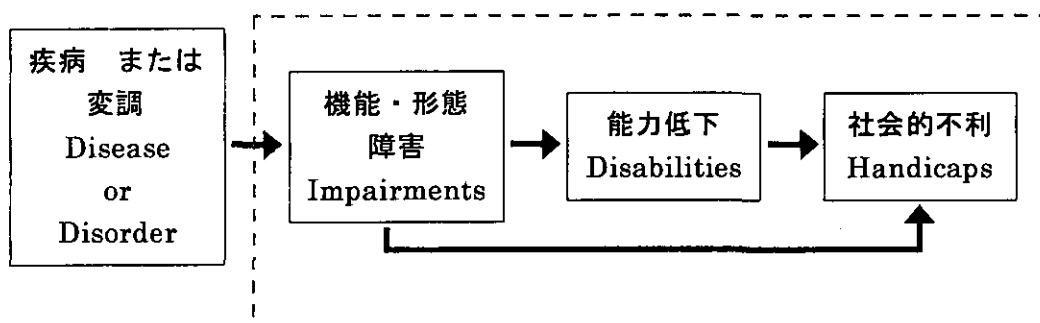 疾病　または
変調
Disease
or
Disorder
機能・形態
障害
Impairments
能力低下
Disabilities
社会的不利
Handicaps